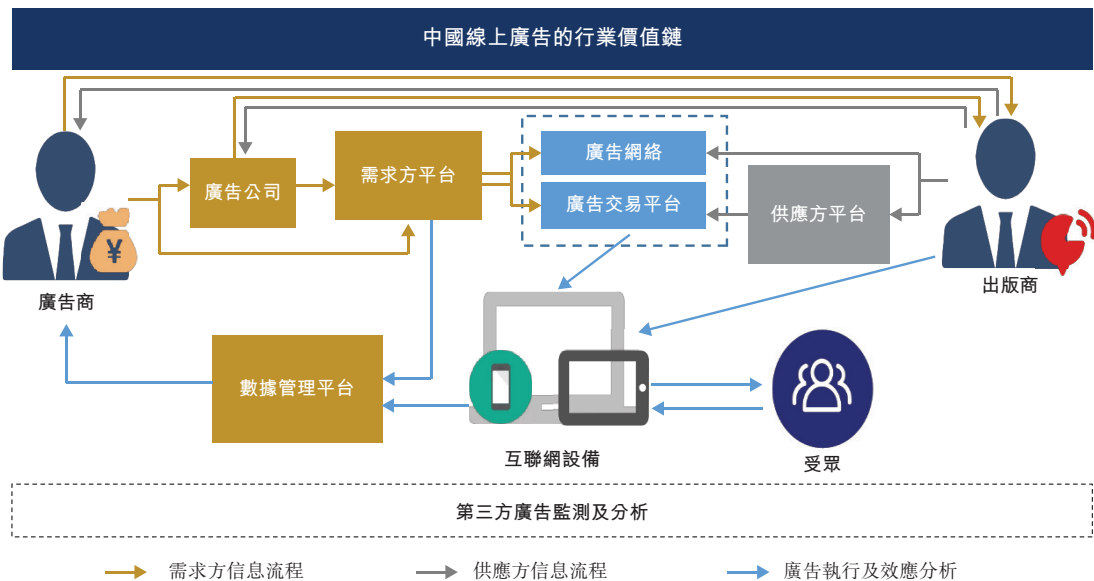 中國線上廣告的行業價值鏈
廣告網絡
需求方平台
廣告公司
廣告交易平台
供應方平台
¥
廣告商
出版商
數據管理平台
互聯網設備
受眾
第三方廣告監測及分析
需求方信息流程
供應方信息流程
廣告執行及效應分析